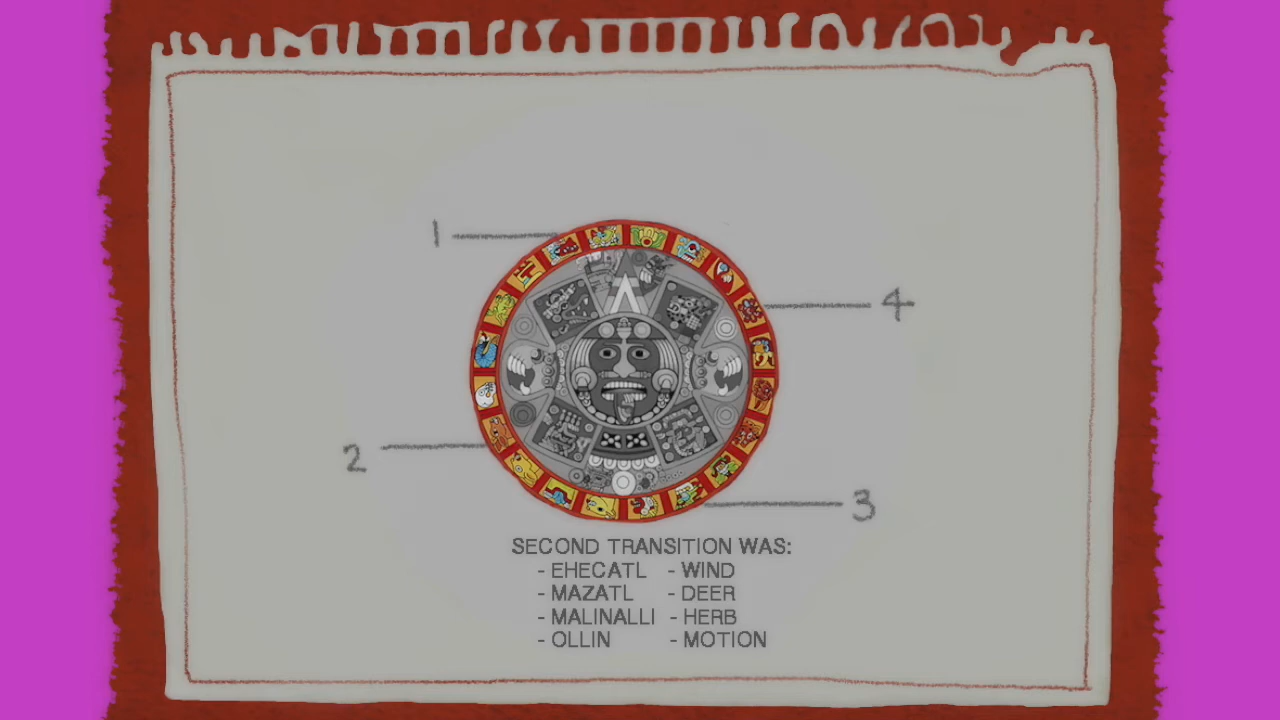 1
4
2
3
SECOND TRANSITION WAS:
- EHECATL - WIND
- MAZATL - DEER
- MALINALLI - HERB
- OLLIN - MOTION